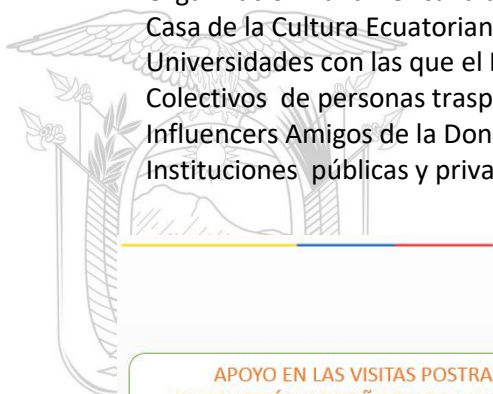 Casa de la Cultura Ecuatorian
Universidades con las que el
Colectivos de personas trasp
Influencers Amigos de la Don
Instituciones públicas y priva
APOYO EN LAS VISITAS POSTRA